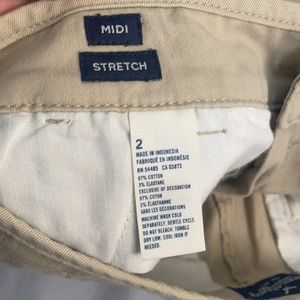 MIDI
STRETCH
2
MADE IN INDONESIA
FABRIQUÉ EN INDONÉSIE
RN 54485 CA 03873
97% COTTON
3% ELASTANE
EXCLUSIVE OF DECORATION
97% COTON
3% ÉLASTHANNE
SANS LES DÉCORATIONS
MACHINE WASH COLD
SEPARATELY. GENTLE CYCLE.
DO NOT BLEACH. TUMBLE
DRY LOW. COOL IRON IF
NEEDED.